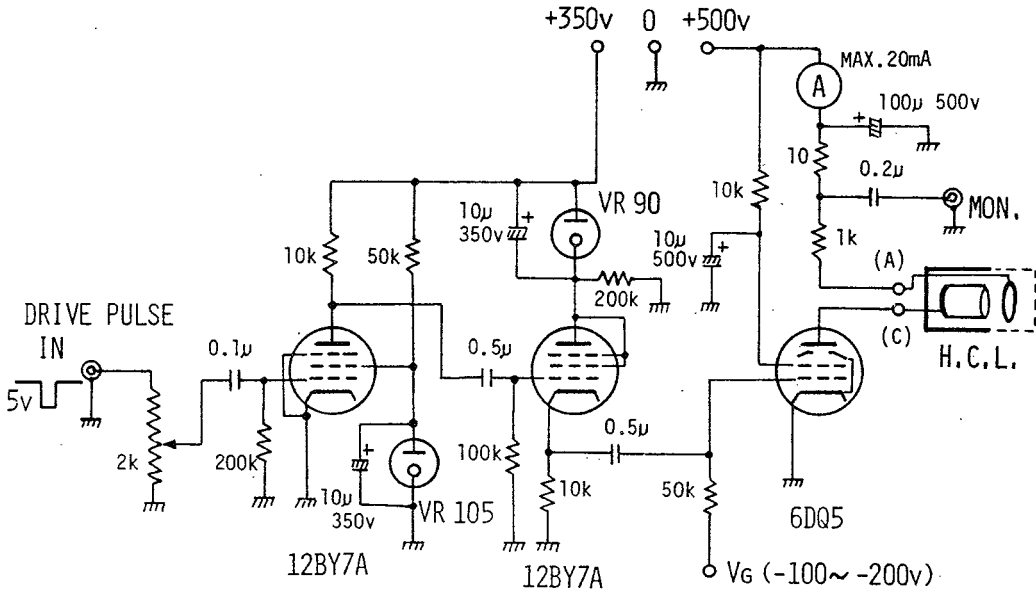 +350v 0 +500v
MAX.20mA
A
100μ 500v
+
10
0.2μ
MON.
10k
1k
10μ
500v
+
(A)
(C)
H.C.L.
VR 90
10μ
350v
+
200k
10k
50k
DRIVE PULSE
IN
5v
0.1μ
0.5μ
2k
200k
10μ
350v
+
VR 105
100k
10k
0.5μ
50k
6DQ5
12BY7A
12BY7A
VG (-100~ -200v)